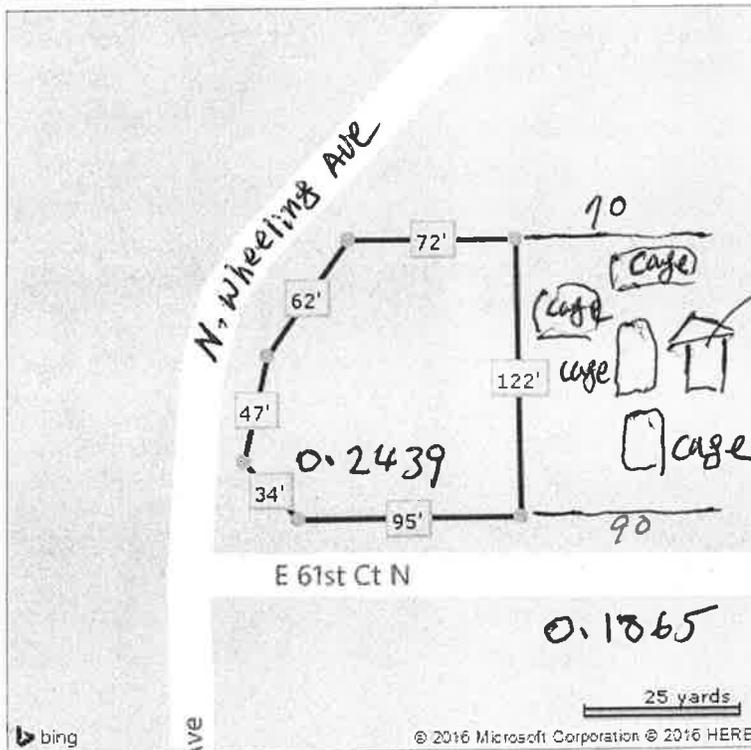 N. Wheeling Ave
70
72'
cage
62'
cage
122'
cage
47'
0.2439
cage
34'
95'
90
E 61st Ct N
0.1865
25 yards
Ave
bing
© 2016 Microsoft Corporation © 2016 HERE